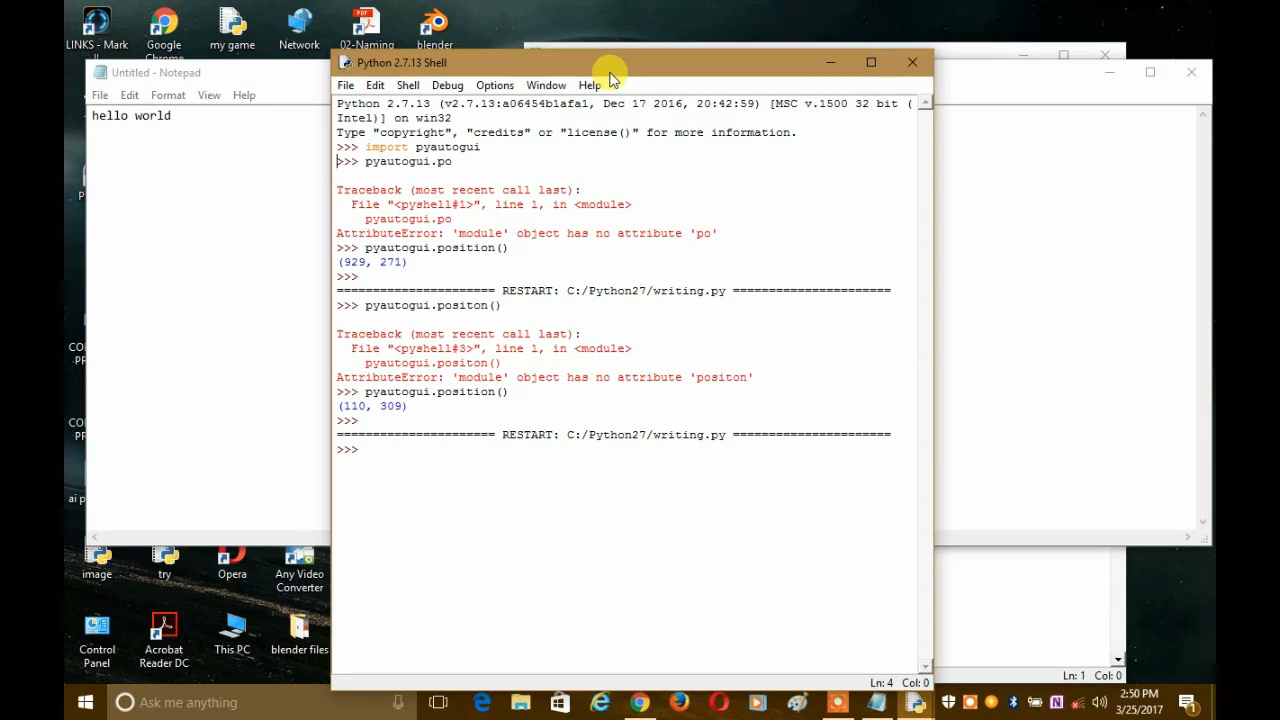 LINKS - Mark
Google
Chrome
my game
Network
02-Naming
blender
Untitled - Notepad
File Edit Format View Help
hello world
Python 2.7.13 Shell
File Edit Shell Debug Options Window Help
Python 2.7.13 (v2.7.13:a06454b1afa1, Dec 17 2016, 20:42:59) [MSC v.1500 32 bit (
Intel)] on win32
Type "copyright", "credits" or "license()" for more information.
>>> import pyautogui
>>> pyautogui.po
Traceback (most recent call last):
File "<pyshell#1>", line 1, in <module>
pyautogui.po
AttributeError: 'module' object has no attribute 'po'
>>> pyautogui.position()
(929, 271)
>>>
====================== RESTART: C:/Python27/writing.py ======================
>>> pyautogui.positon()
Traceback (most recent call last):
File "<pyshell#3>", line 1, in <module>
pyautogui.positon()
AttributeError: 'module' object has no attribute 'positon'
>>> pyautogui.position()
(110, 309)
>>>
====================== RESTART: C:/Python27/writing.py ======================
>>>
Ln: 4 Col: 0
Ln: 1 Col: 0
image
try
Opera
Any Video
Converter
Control
Panel
Acrobat
Reader DC
This PC
blender files
Ask me anything
2:50 PM
3/25/2017